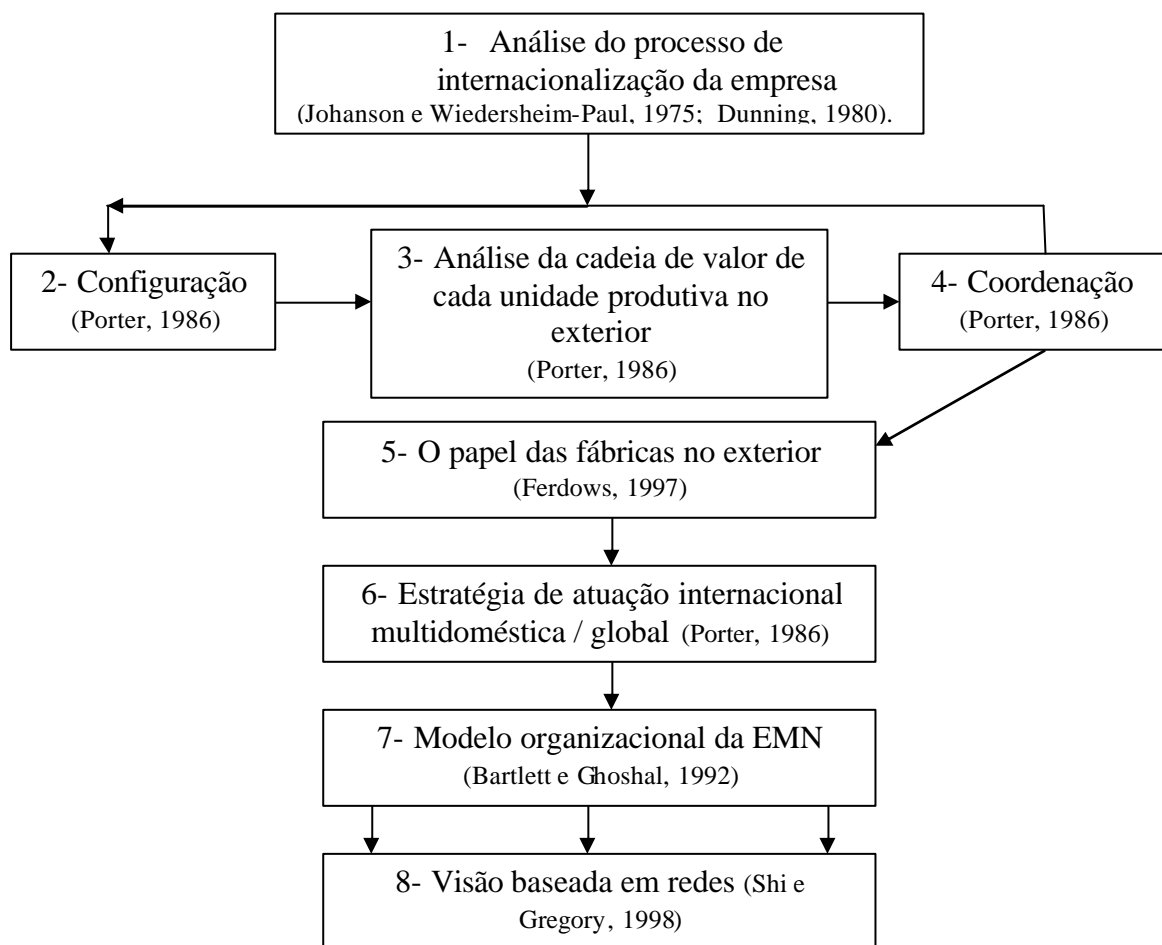 1- Análise do processo de
internacionalização da empresa
(Johanson e Wiedersheim-Paul, 1975; Dunning, 1980).
2- Configuração
(Porter, 1986)
3- Análise da cadeia de valor de
cada unidade produtiva no
exterior
(Porter, 1986)
4- Coordenação
(Porter, 1986)
5- O papel das fábricas no exterior
(Ferdows, 1997)
6- Estratégia de atuação internacional
multidoméstica / global (Porter, 1986)
7- Modelo organizacional da EMN
(Bartlett e Ghoshal, 1992)
8- Visão baseada em redes (Shi e
Gregory, 1998)